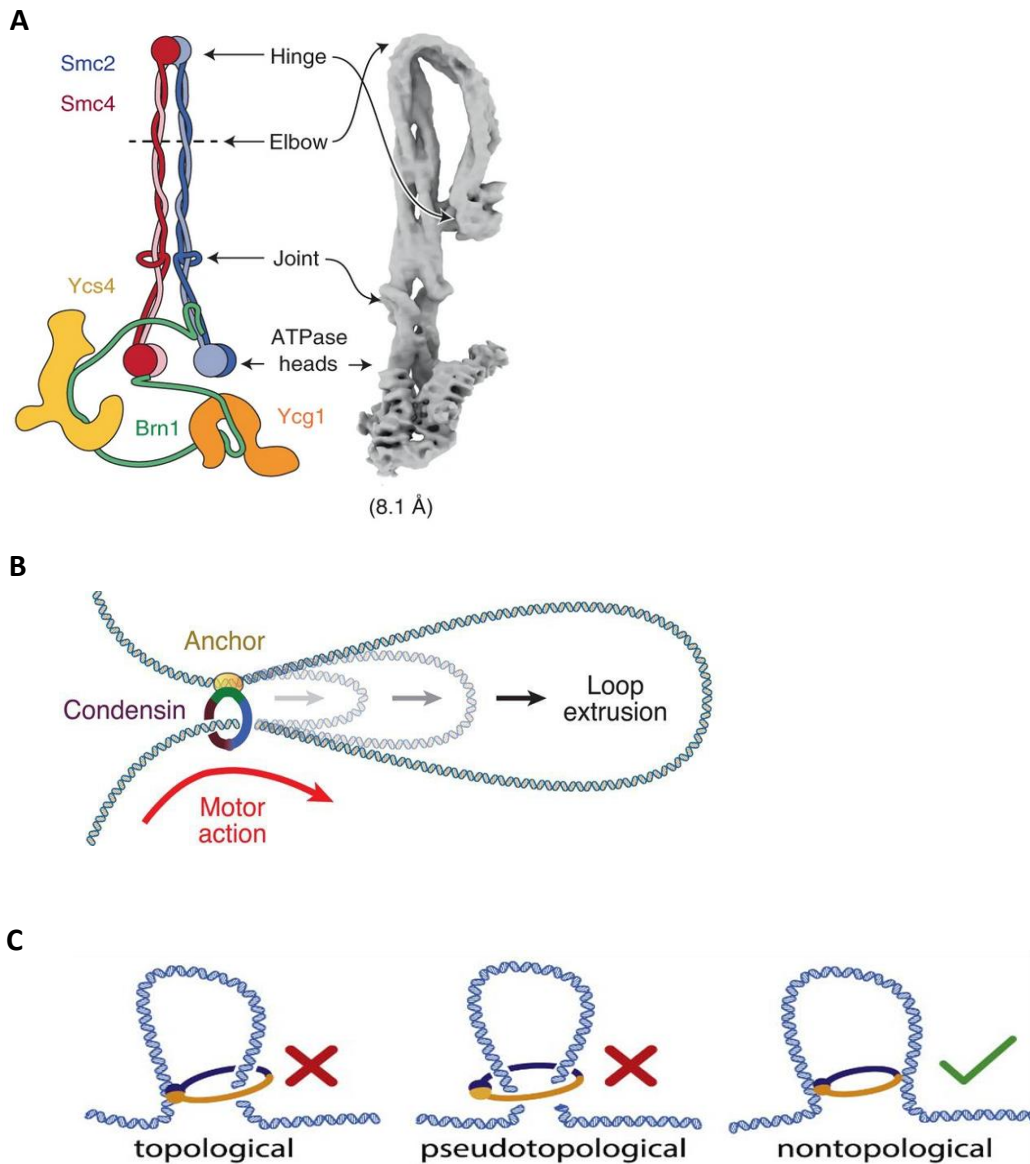 A
Smc2
Hinge
Smc4
Elbow
Joint
Ycs4
ATPase
heads
Brn1
Ycg1
(8.1 Å)
B
Anchor
Condensin
Loop
extrusion
Motor
action
C
topological
pseudotopological
nontopological